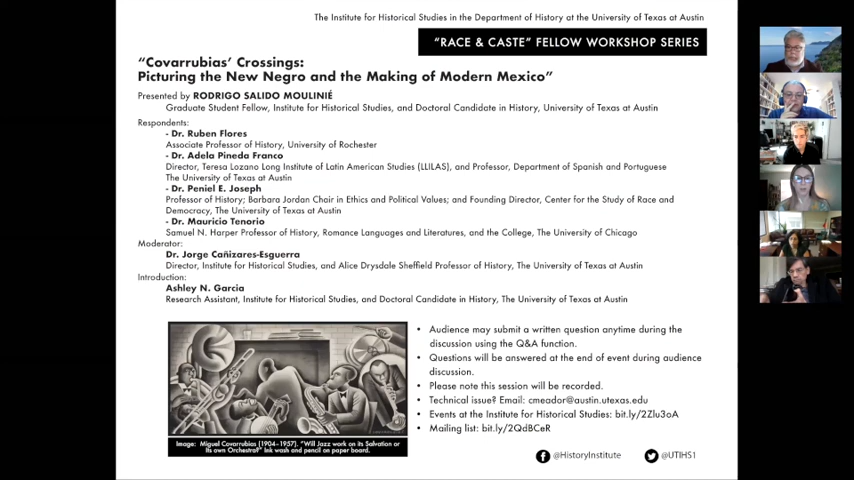 The Institute for Historical Studies in the Department of History at the University of Texas at Austin
"RACE & CASTE" FELLOW WORKSHOP SERIES
"Covarrubias' Crossings:
Picturing the New Negro and the Making of Modern Mexico"
Presented by RODRIGO SALIDO MOULINIÉ
Graduate Student Fellow, Institute for Historical Studies, and Doctoral Candidate in History, University of Texas at Austin
Respondents:
- Dr. Ruben Flores
Associate Professor of History, University of Rochester
- Dr. Adela Pineda Franco
Director, Teresa Lozano Long Institute of Latin American Studies (LLILAS), and Professor, Department of Spanish and Portuguese
The University of Texas at Austin
- Dr. Peniel E. Joseph
Professor of History; Barbara Jordan Chair in Ethics and Political Values; and Founding Director, Center for the Study of Race and
Democracy, The University of Texas at Austin
- Dr. Mauricio Tenorio
Samuel N. Harper Professor of History, Romance Languages and Literatures, and the College, The University of Chicago
Moderator:
Dr. Jorge Cañizares-Esguerra
Director, Institute for Historical Studies, and Alice Drysdale Sheffield Professor of History, The University of Texas at Austin
Introduction:
Ashley N. Garcia
Research Assistant, Institute for Historical Studies, and Doctoral Candidate in History, The University of Texas at Austin
• Audience may submit a written question anytime during the
discussion using the Q&A function.
• Questions will be answered at the end of event during audience
discussion.
• Please note this session will be recorded.
• Technical issue? Email: cmeador@austin.utexas.edu
• Events at the Institute for Historical Studies: bit.ly/2Zlu3oA
• Mailing list: bit.ly/2QdBCeR
Image: Miguel Covarrubias (1904–1957), "Will Jazz work on its Salvation or
Its own Orchestra?" Ink wash and pencil on paper board.
@HistoryInstitute
@UTIHS1